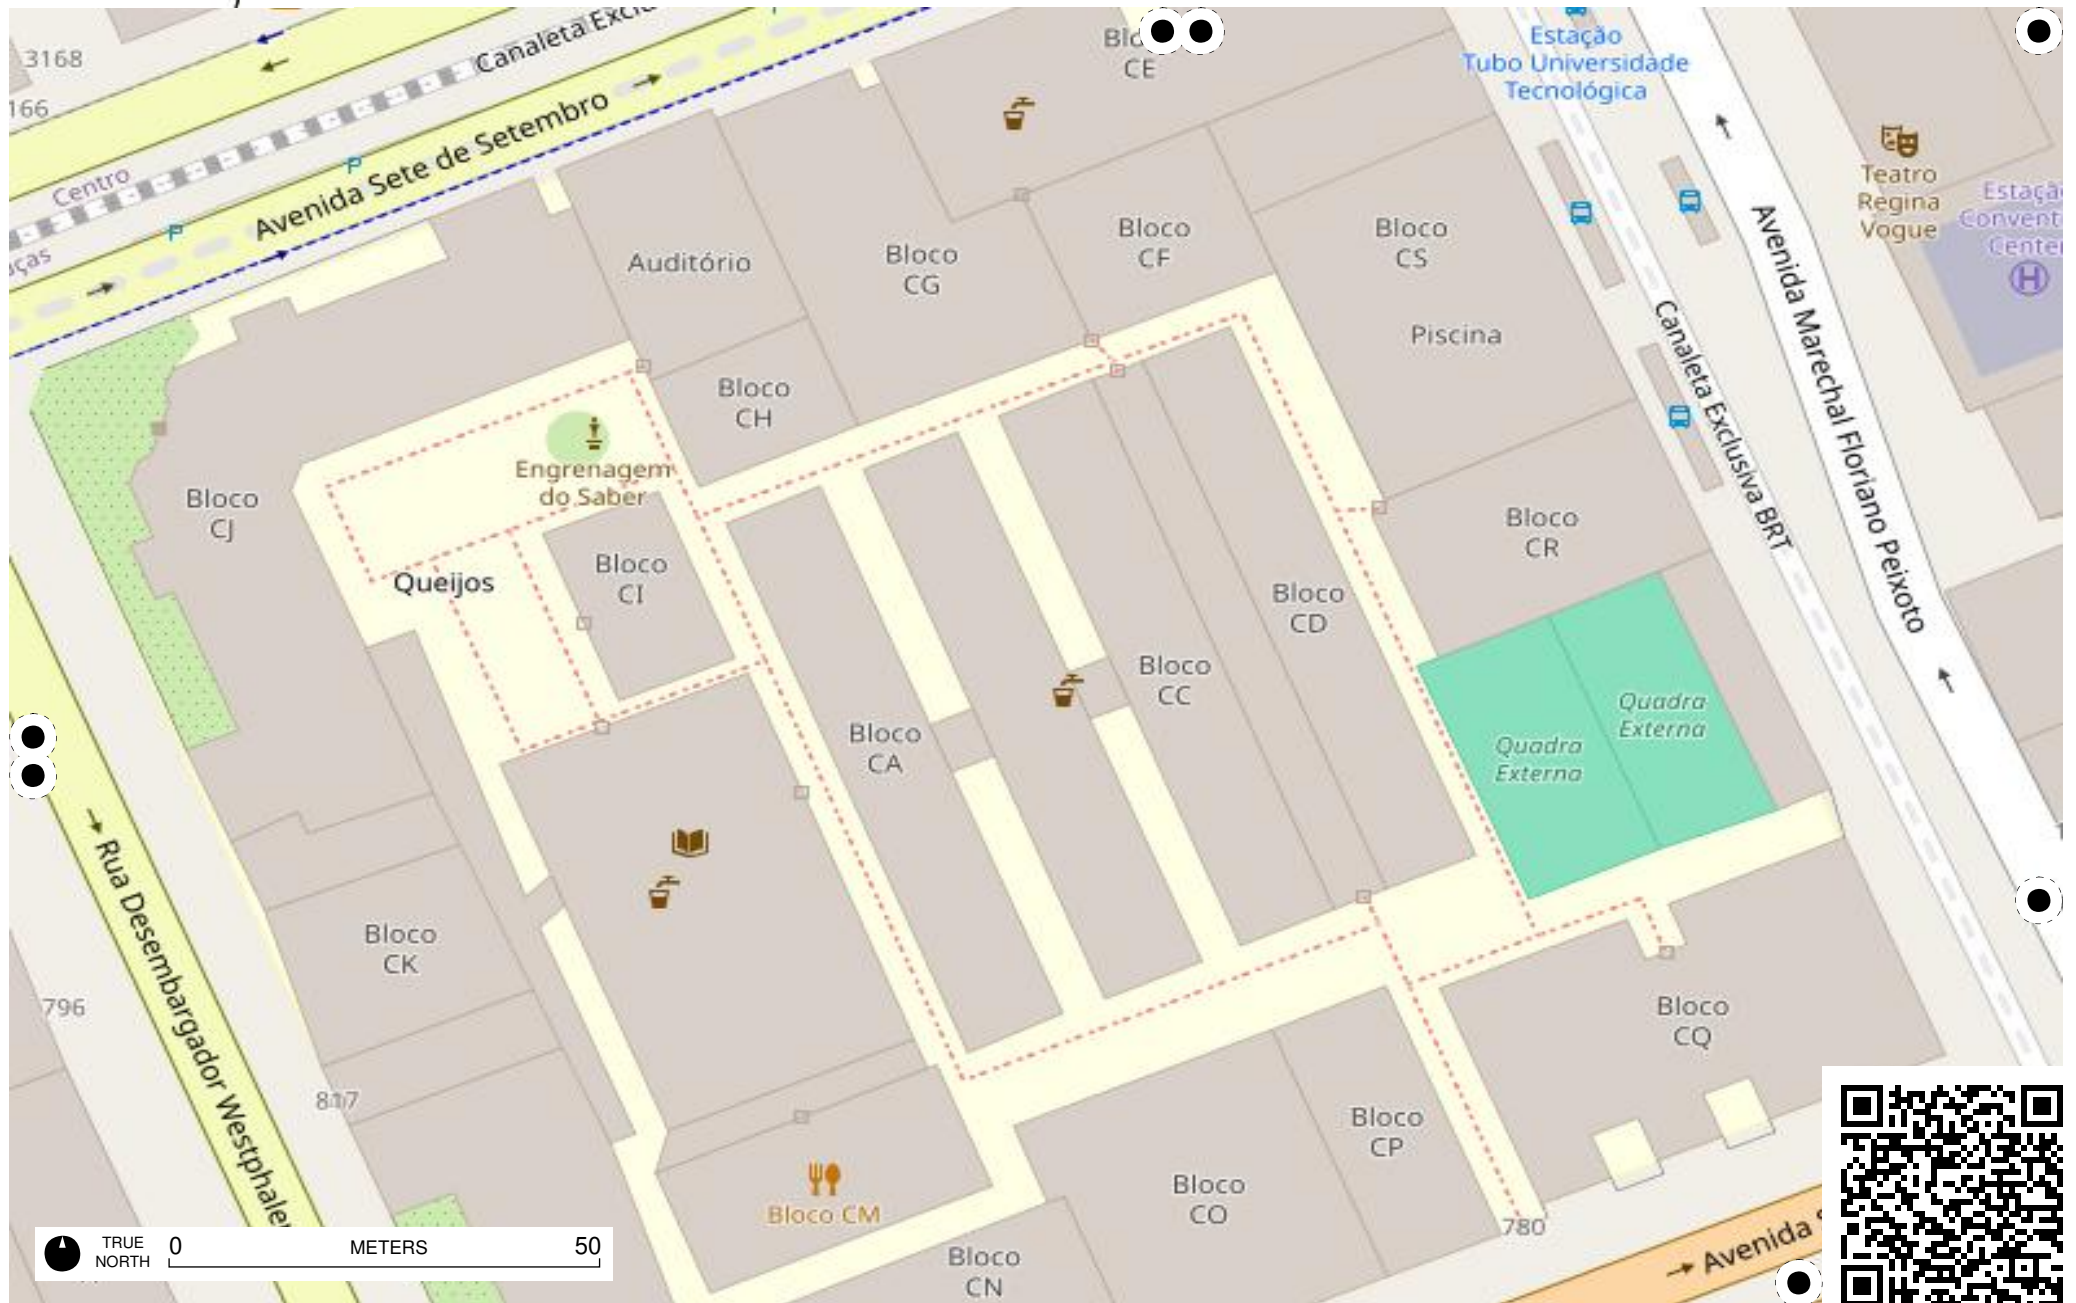 3168
166
Canaleta
Centro
Avenida Sete de Setembro
Bloco
CE
Estação
Tubo Universidade
Tecnológica
Teatro
Regina
Vogue
Center
Auditório
Bloco
CG
Bloco
CF
Bloco
CS
Piscina
Canaleta Exclusiva BRT
Avenida Marechal Floriano Peixoto
Bloco
CH
Engrenagem
do Saber
Bloco
CJ
Queijos
Bloco
CI
Bloco
CR
Bloco
CD
Bloco
CC
Bloco
CA
Quadra
Externa
Quadra
Externa
Rua Desembargador Westphalen
Bloco
CK
796
817
Bloco
CQ
Bloco
CP
Bloco
CO
Bloco CM
Bloco
CN
780
Avenida
TRUE
NORTH
0 METERS 50